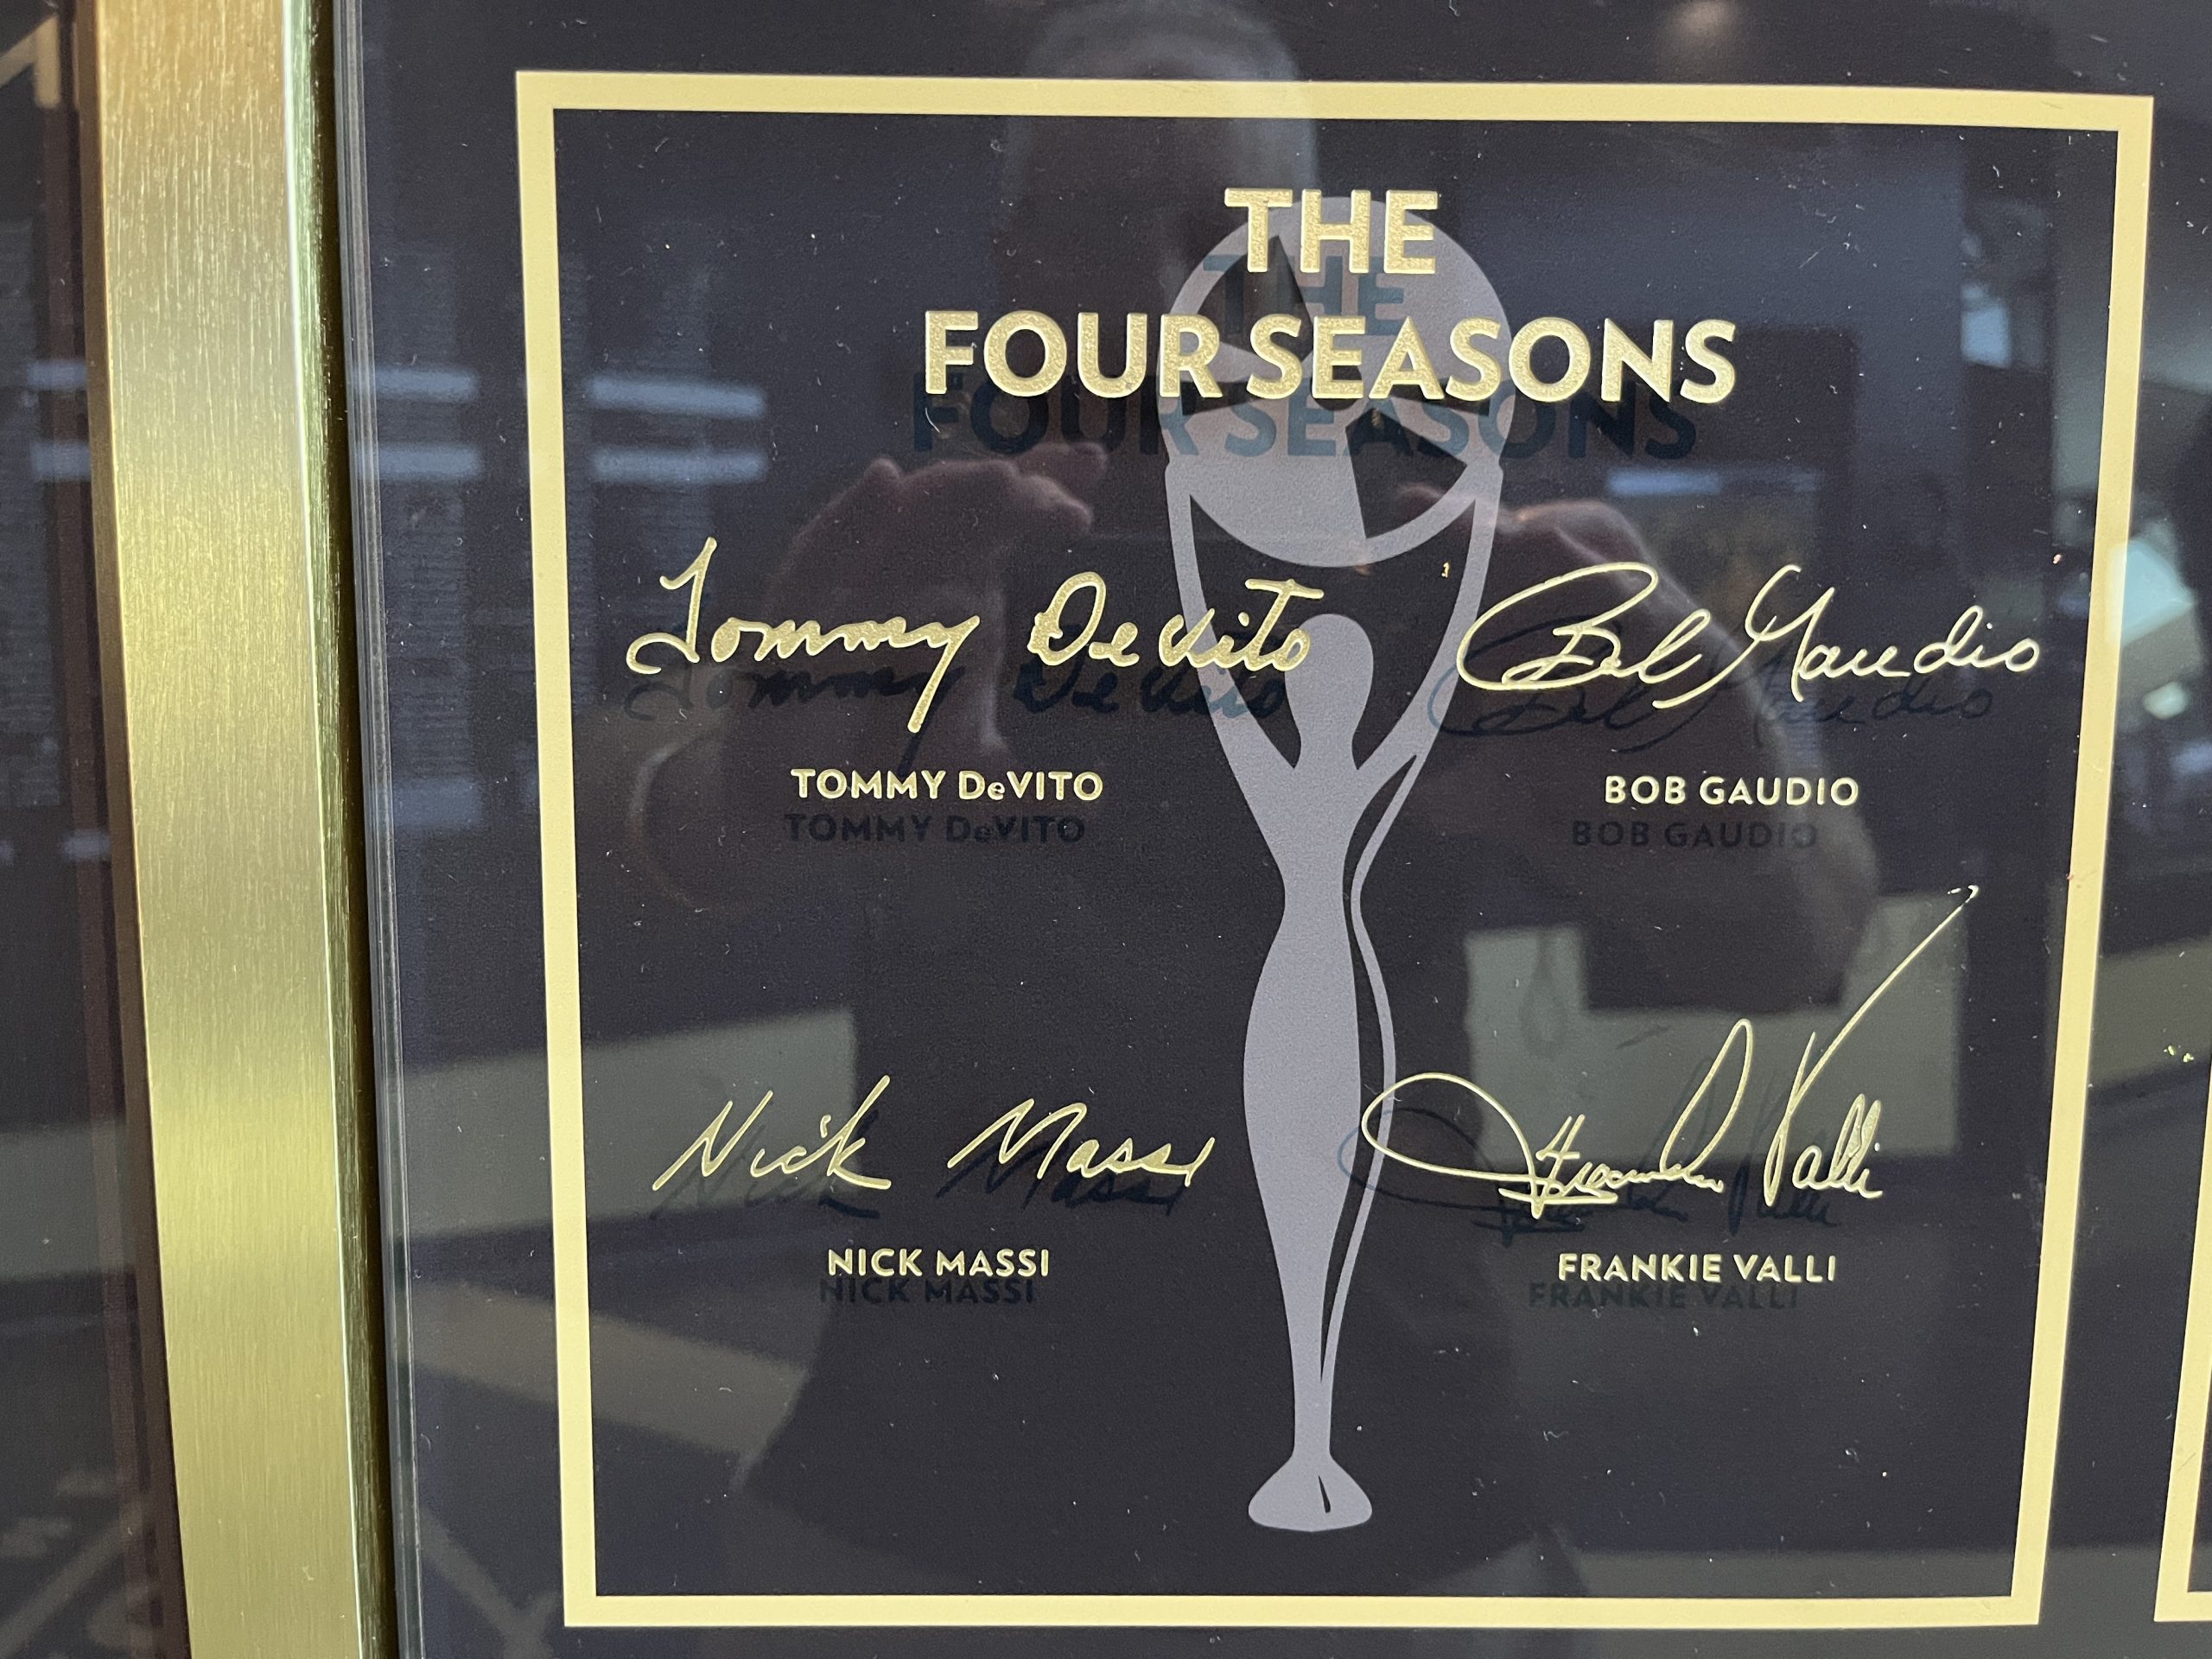 THE
FOUR SEASONS
Tommy DeVito
Bob Gaudio
TOMMY DeVITO
BOB GAUDIO
Nick Massi
Frankie Valli
NICK MASSI
FRANKIE VALLI